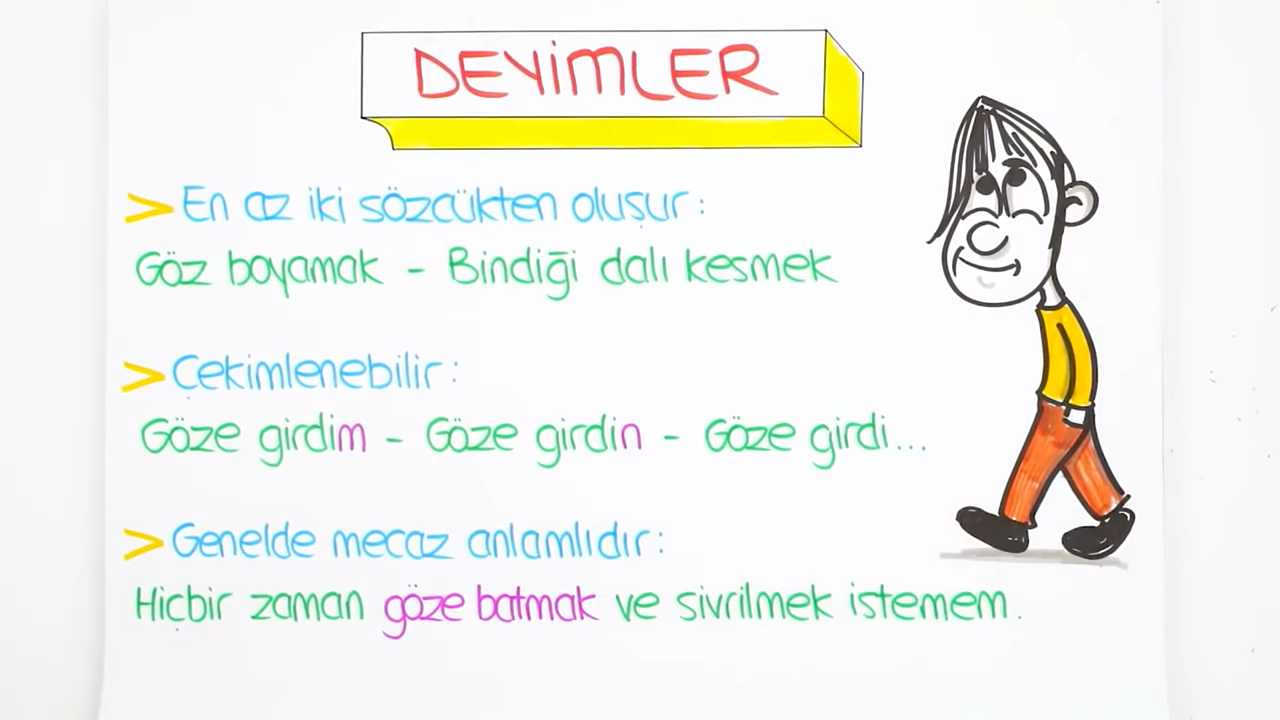 DEYİMLER
> En az iki sözcükten oluşur:
Göz boyamak - Bindiği dalı kesmek
> Çekimlenebilir:
Göze girdim - Göze girdin - Göze girdi...
> Genelde mecaz anlamlıdır:
Hiçbir zaman göze batmak ve sivrilmek istemem.